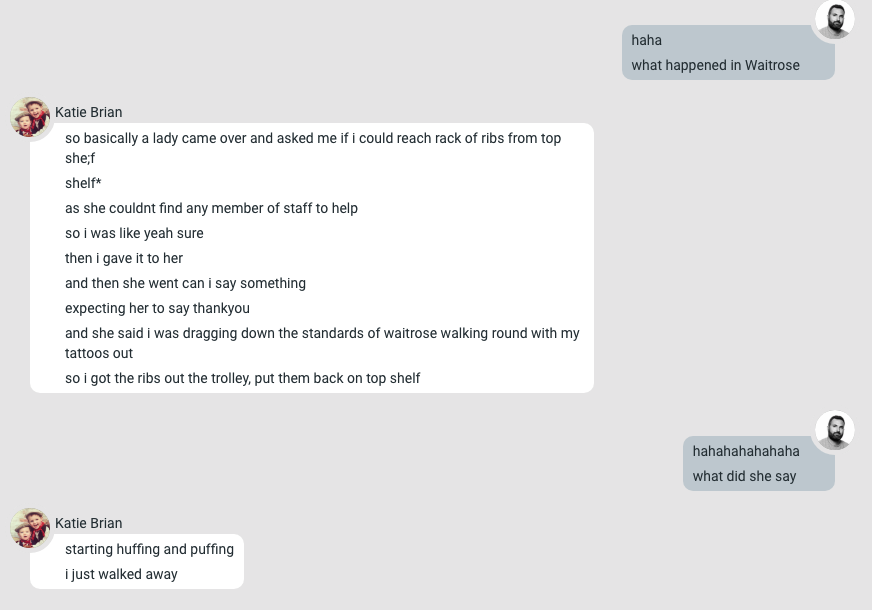 haha
what happened in Waitrose
Katie Brian
so basically a lady came over and asked me if i could reach rack of ribs from top
she;f
shelf*
as she couldnt find any member of staff to help
so i was like yeah sure
then i gave it to her
and then she went can i say something
expecting her to say thankyou
and she said i was dragging down the standards of waitrose walking round with my
tattoos out
so i got the ribs out the trolley, put them back on top shelf
hahahahahahaha
what did she say
Katie Brian
starting huffing and puffing
i just walked away